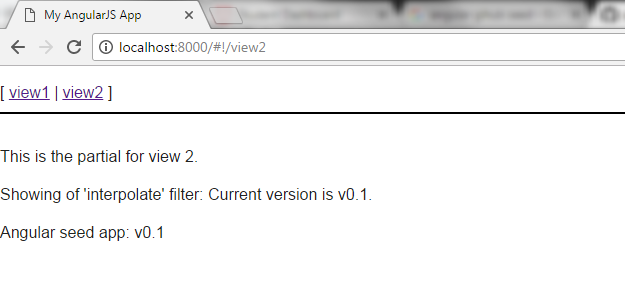 My AngularJS App
localhost:8000/#!/view2
[ view1 | view2 ]
This is the partial for view 2.
Showing of 'interpolate' filter: Current version is v0.1.
Angular seed app: v0.1